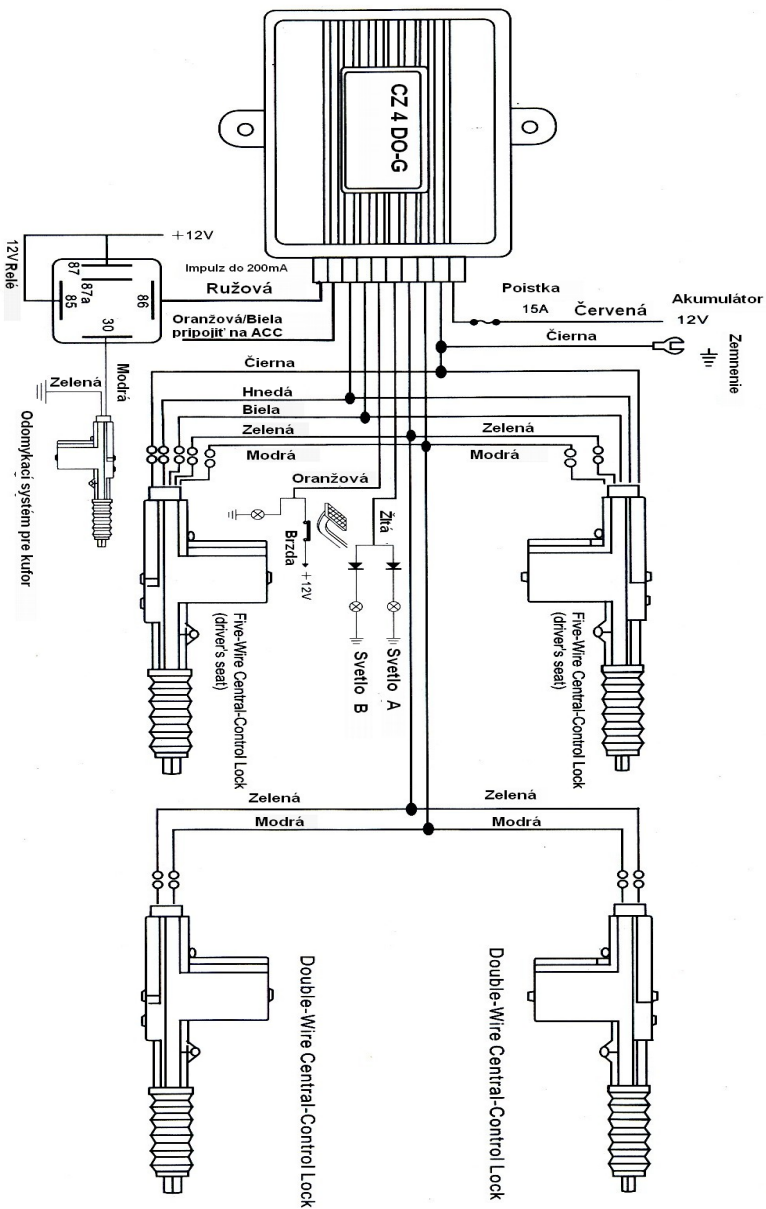 CZ 4 DO-G
+12V
12V Relé
87
87a
86
85
30
Impulz do 200mA
Ružová
Oranžová/Biela
pripojiť na ACC
Poistka
15A
Červená
Akumulátor
12V
Čierna
Zemnenie
Čierna
Hnedá
Biela
Zelená
Modrá
Zelená
Modrá
Modrá
Zelená
Odomykací systém pre kufor
Oranžová
Brzda
+12V
Žltá
Svetlo A
Svetlo B
Five-Wire Central-Control Lock
(driver's seat)
Five-Wire Central-Control Lock
(driver's seat)
Zelená
Modrá
Zelená
Modrá
Double-Wire Central-Control Lock
Double-Wire Central-Control Lock